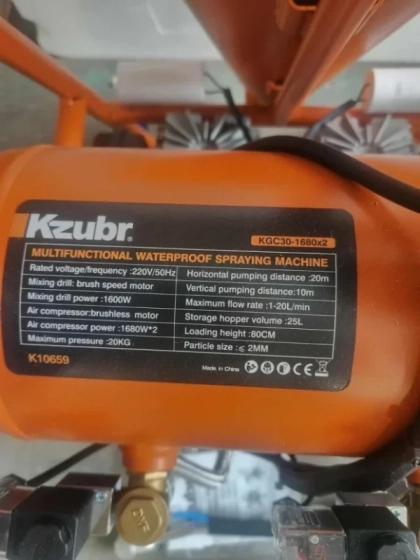 Kzubr®
KGC30-1680x2
MULTIFUNCTIONAL WATERPROOF SPRAYING MACHINE
Rated voltage/frequency :220V/50Hz
Mixing drill: brush speed motor
Mixing drill power :1600W
Air compressor:brushless motor
Air compressor power :1680W*2
Maximum pressure :20KG
Horizontal pumping distance :20m
Vertical pumping distance:10m
Maximum flow rate :1-20L/min
Storage hopper volume :25L
Loading height :80CM
Particle size :≤ 2MM
K10659
Made in China
CE